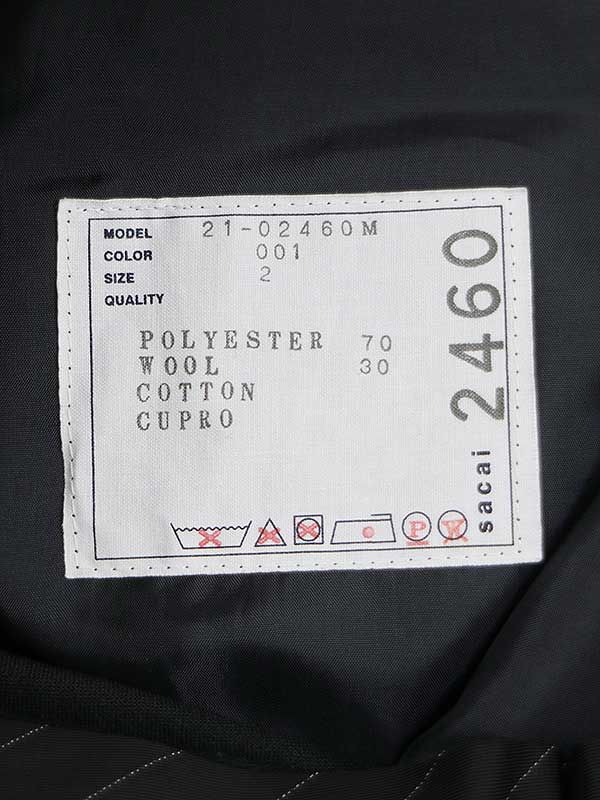 MODEL 21-02460M
COLOR 001
SIZE 2
QUALITY
POLYESTER 70
WOOL 30
COTTON
CUPRO
P W
sacai 2460